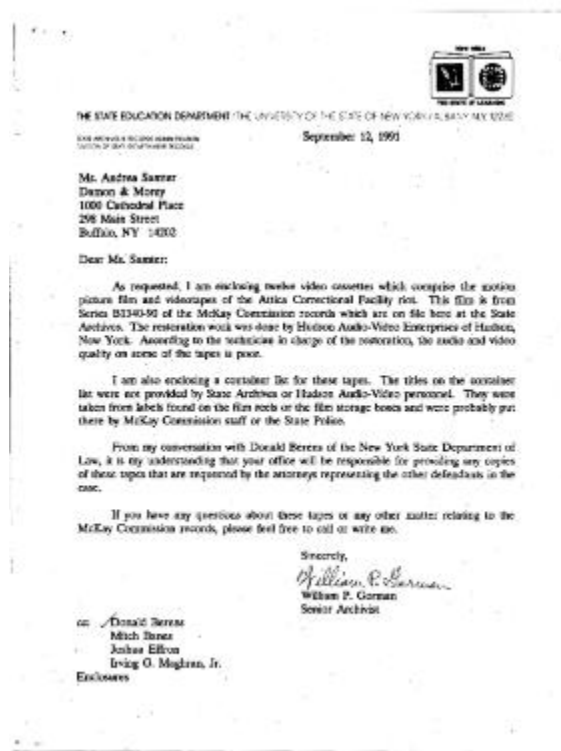 THE STATE EDUCATION DEPARTMENT / THE UNIVERSITY OF THE STATE OF NEW YORK / ALBANY, N.Y. 12230
September 12, 1991
Damon & Morey
1000 Cathedral Place
298 Main Street
Buffalo, NY 14202
Dear Ms. Samter:
As requested, I am enclosing twelve video cassettes which comprise the motion
picture film and videotapes of the Attica Correctional Facility riot. This film is from
Series B1340-90 of the McKay Commission records which are on file here at the State
Archives. The restoration work was done by Hudson Audio-Video Enterprises of Hudson,
New York. According to the technician in charge of the restoration, the audio and video
quality on some of the tapes is poor.
I am also enclosing a container list for these tapes. The titles on the container
list were not provided by State Archives or Hudson Audio-Video personnel. They were
taken from labels found on the film reels or the film storage boxes and were probably put
there by McKay Commission staff or the State Police.
From my conversation with Donald Berens of the New York State Department of
Law, it is my understanding that your office will be responsible for providing any copies
of these tapes that are requested by the attorneys representing the other defendants in the
case.
If you have any questions about these tapes or any other matter relating to the
McKay Commission records, please feel free to call or write me.
Sincerely,
William P. Gorman
William P. Gorman
Senior Archivist
cc: Donald Berens
Mitch Banas
Joshua Effron
Irving G. Maghran, Jr.
Enclosures